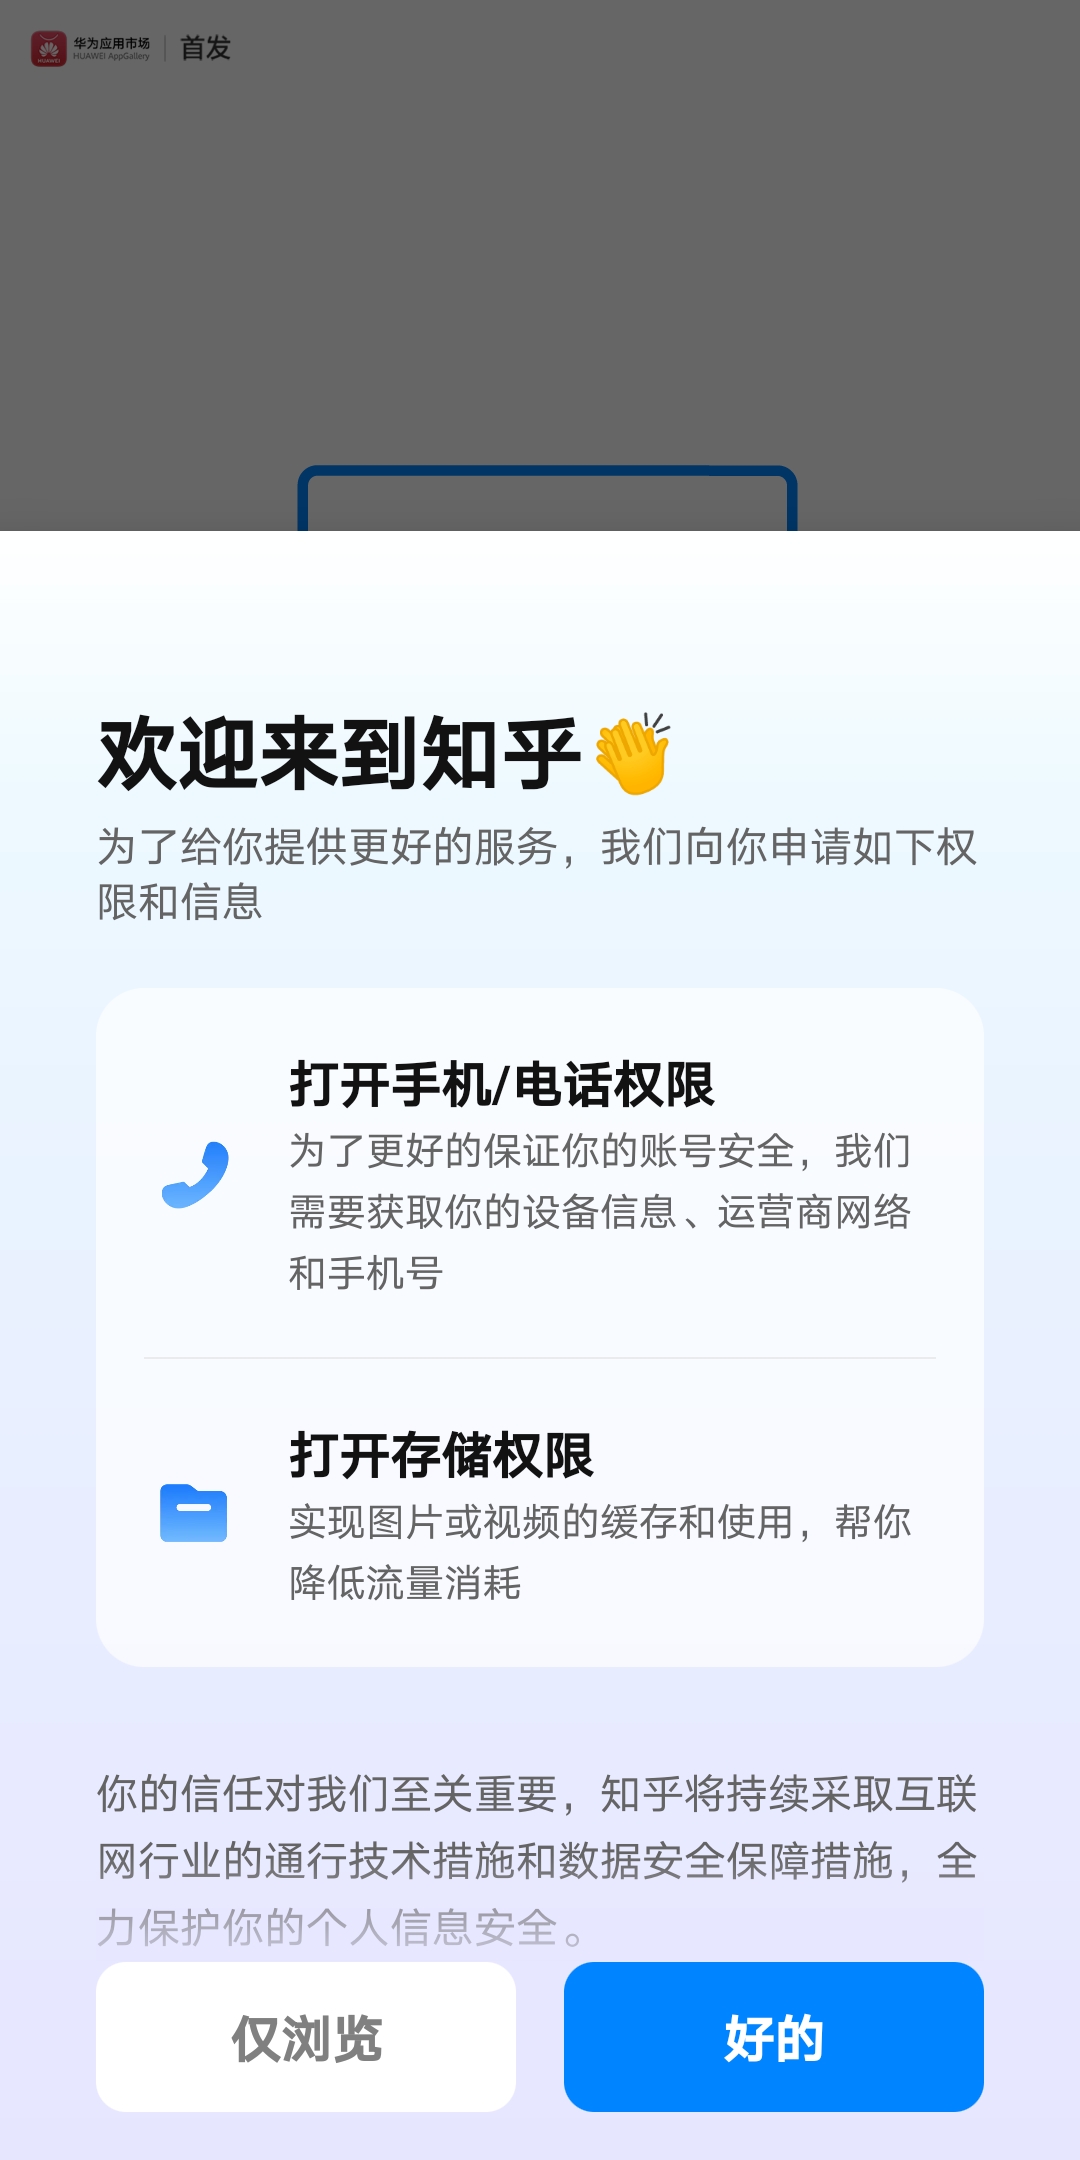 华为应用市场
HUAWEI AppGallery
首发
HUAWEI
欢迎来到知乎👋
为了给你提供更好的服务，我们向你申请如下权
限和信息
打开手机/电话权限
为了更好的保证你的账号安全，我们
需要获取你的设备信息、运营商网络
和手机号
打开存储权限
实现图片或视频的缓存和使用，帮你
降低流量消耗
你的信任对我们至关重要，知乎将持续采取互联
网行业的通行技术措施和数据安全保障措施，全
力保护你的个人信息安全。
仅浏览
好的